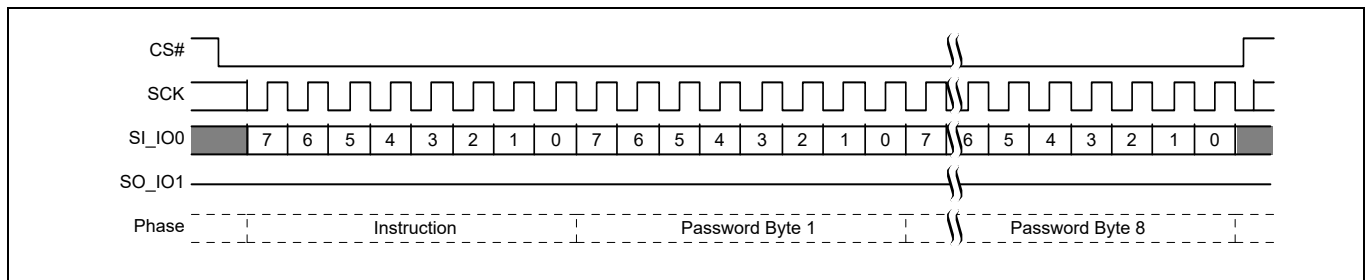 CS#
SCK
SI_IO0 7 6 5 4 3 2 1 0 7 6 5 4 3 2 1 0 7 6 5 4 3 2 1 0
SO_IO1
Phase Instruction Password Byte 1 Password Byte 8